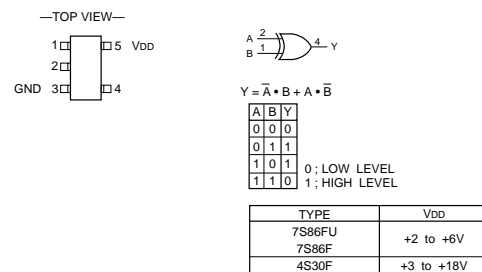 —TOP VIEW—
1 5 VDD
2
GND 3 4
A 2 4 Y
B 1
Y = A̅ • B + A • B̅
A B Y
0 0 0
0 1 1
1 0 1
1 1 0
0 ; LOW LEVEL
1 ; HIGH LEVEL
TYPE VDD
7S86FU
7S86F
+2 to +6V
4S30F +3 to +18V